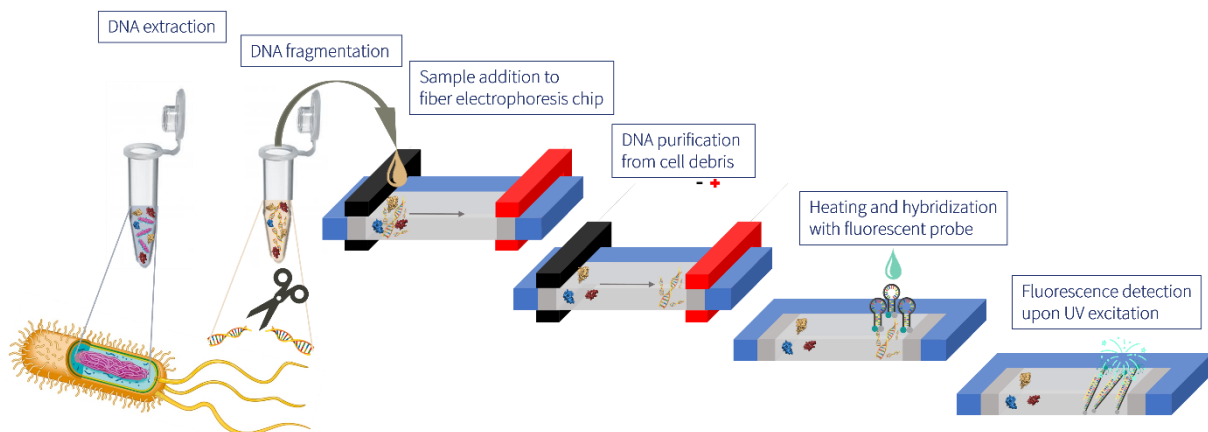 DNA extraction
DNA fragmentation
Sample addition to
fiber electrophoresis chip
DNA purification
from cell debris
- +
Heating and hybridization
with fluorescent probe
Fluorescence detection
upon UV excitation